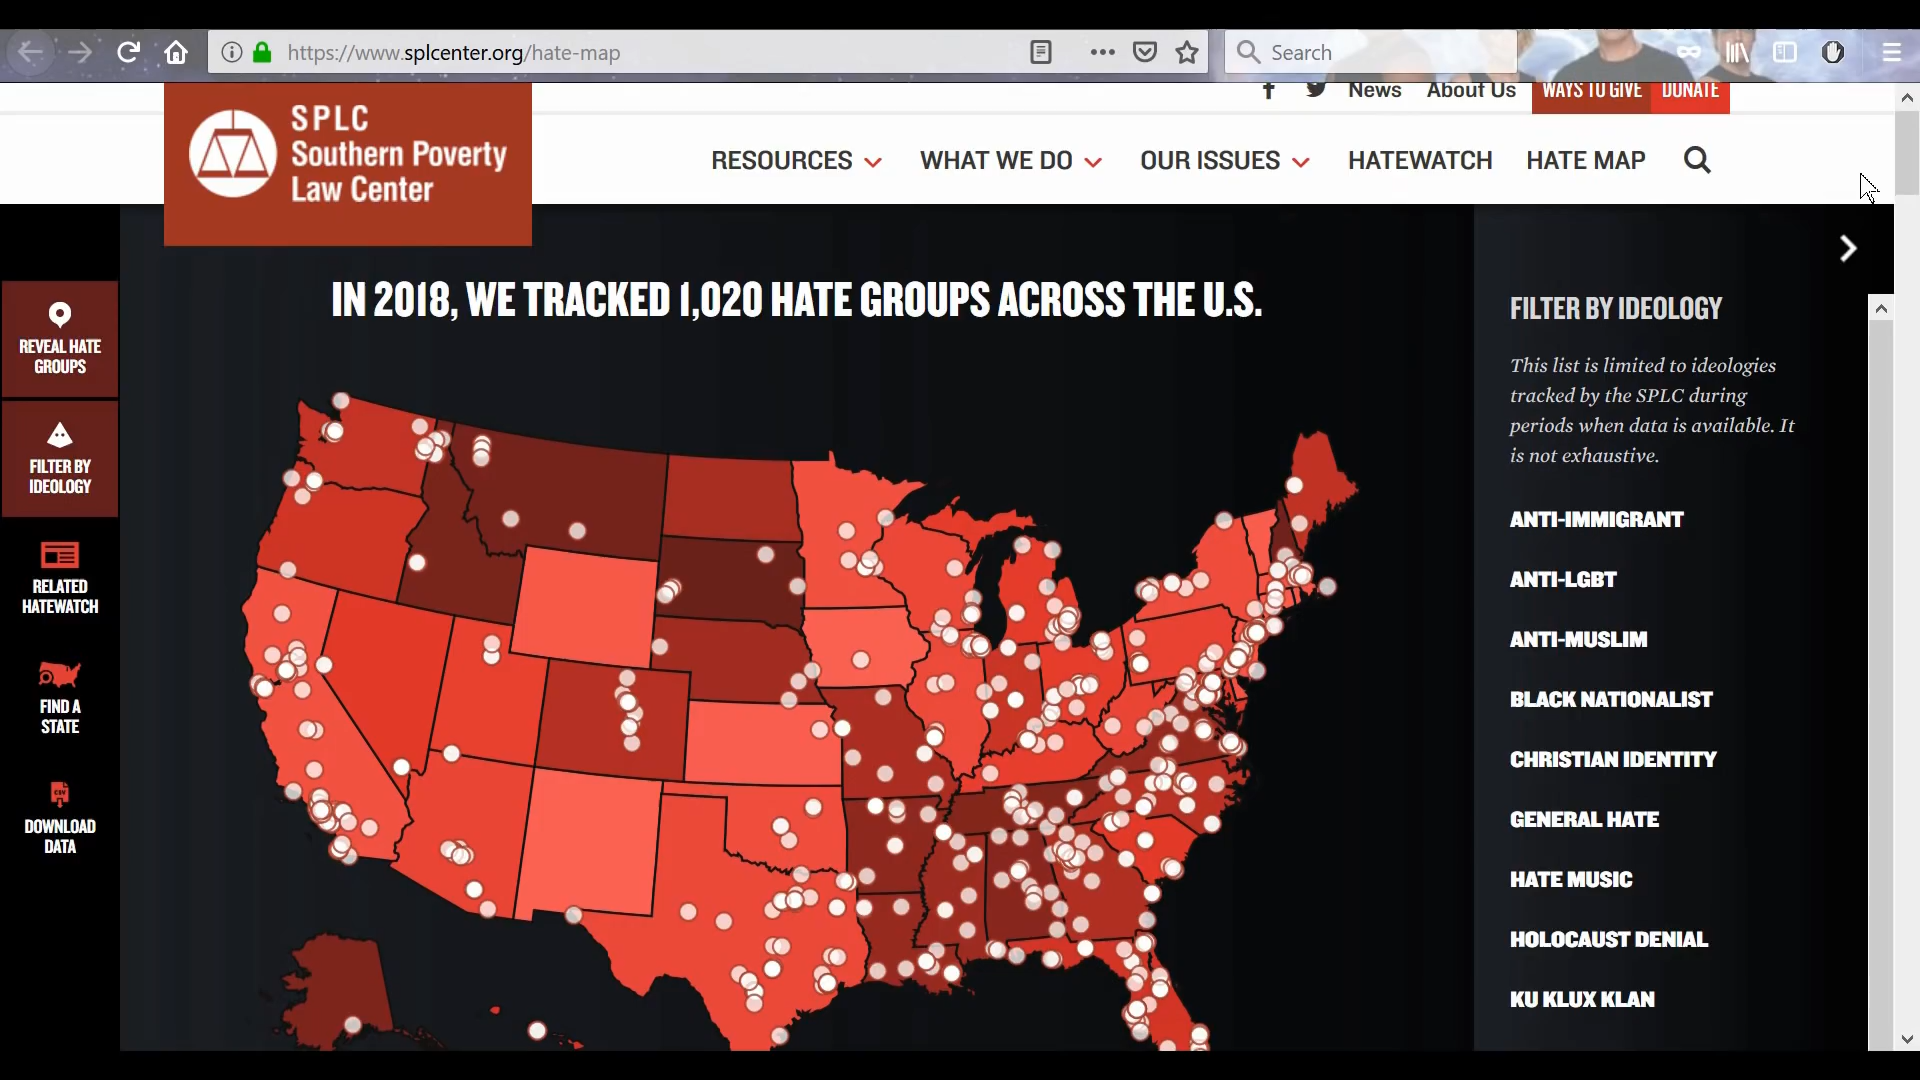 https://www.splcenter.org/hate-map
Search
News
About Us
WAYS TO GIVE
DONATE
SPLC
Southern Poverty
Law Center
RESOURCES
WHAT WE DO
OUR ISSUES
HATEWATCH
HATE MAP
IN 2018, WE TRACKED 1,020 HATE GROUPS ACROSS THE U.S.
REVEAL HATE
GROUPS
FILTER BY
IDEOLOGY
RELATED
HATEWATCH
FIND A
STATE
CSV
DOWNLOAD
DATA
FILTER BY IDEOLOGY
This list is limited to ideologies
tracked by the SPLC during
periods when data is available. It
is not exhaustive.
ANTI-IMMIGRANT
ANTI-LGBT
ANTI-MUSLIM
BLACK NATIONALIST
CHRISTIAN IDENTITY
GENERAL HATE
HATE MUSIC
HOLOCAUST DENIAL
KU KLUX KLAN